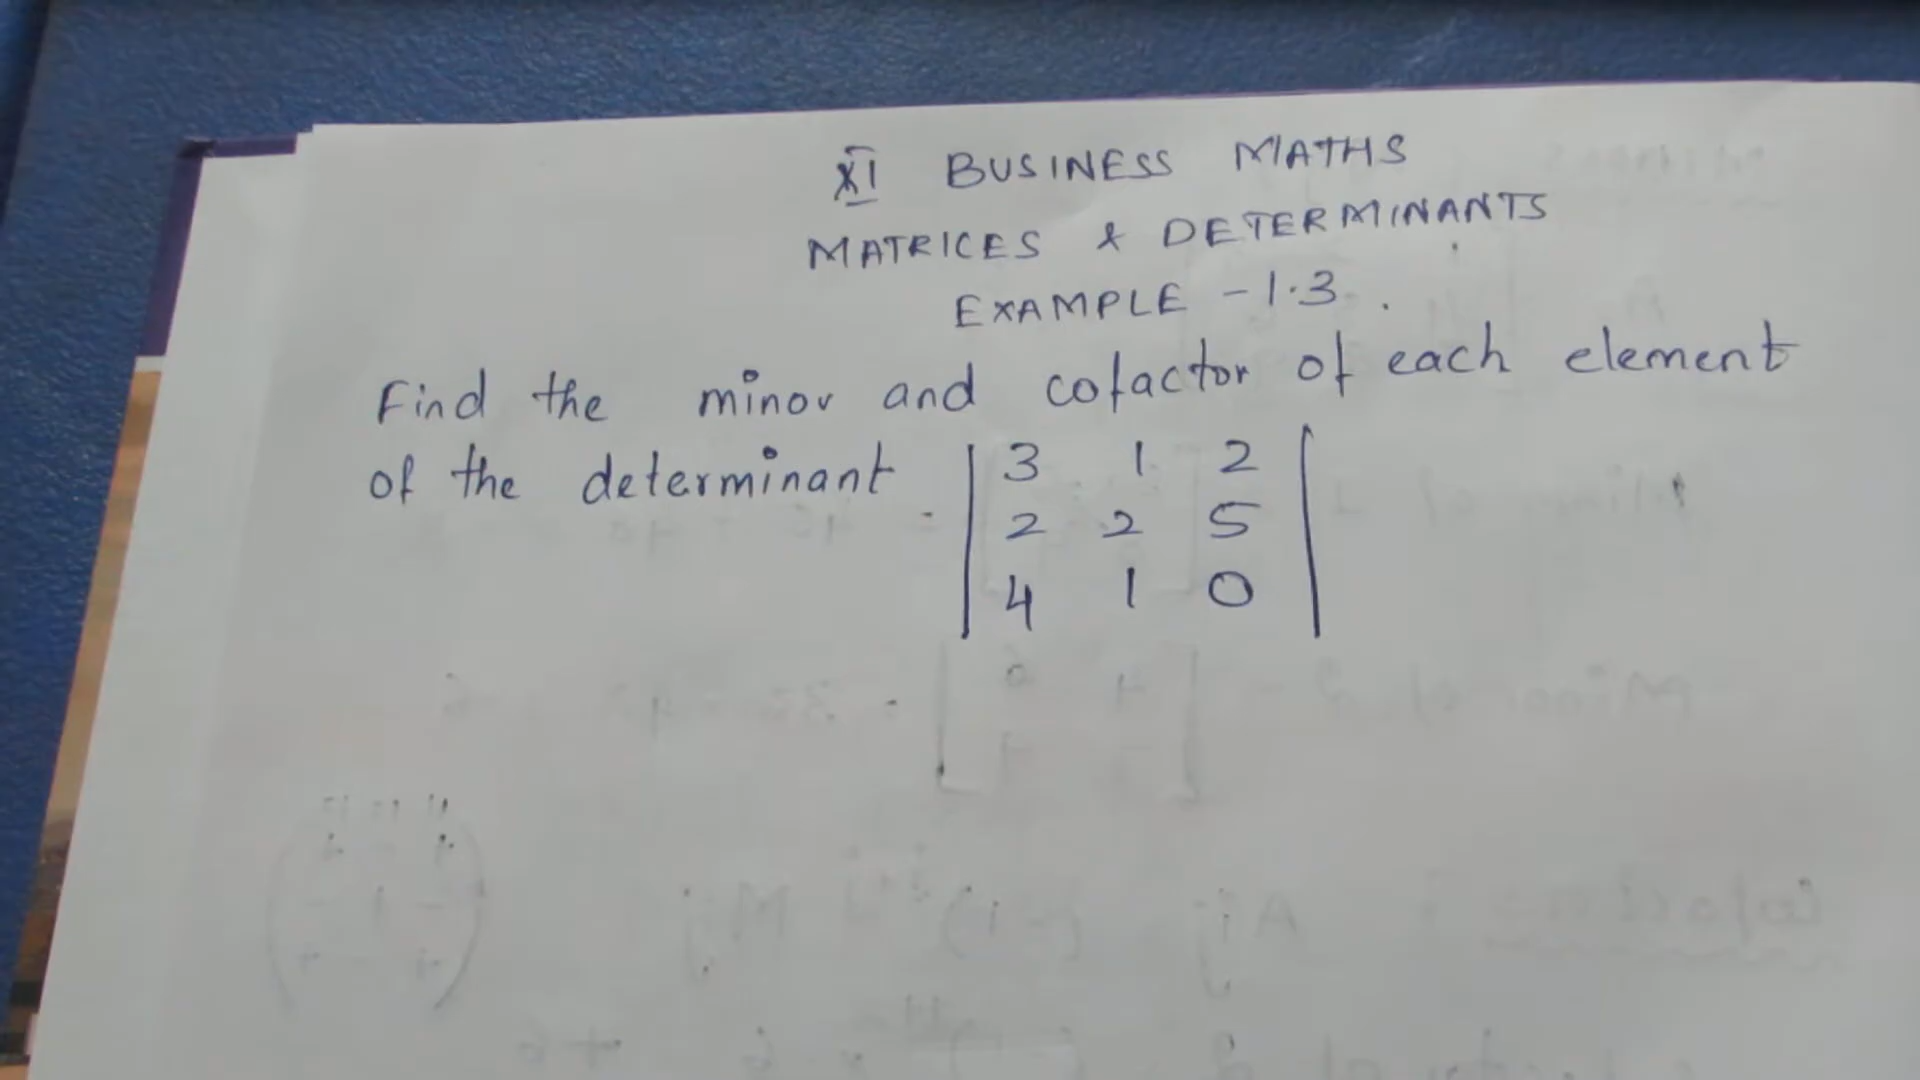 XI BUSINESS MATHS
MATRICES & DETERMINANTS
EXAMPLE - 1.3.
Find the minor and cofactor of each element
of the determinant
3 1 2
2 2 5
4 1 0